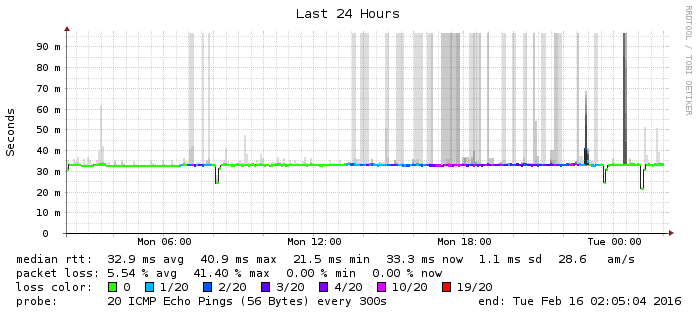 Last 24 Hours
RRDTOOL / TOBI OETIKER
Seconds
90 m
80 m
70 m
60 m
50 m
40 m
30 m
20 m
10 m
0
Mon 06:00 Mon 12:00 Mon 18:00 Tue 00:00
median rtt: 32.9 ms avg 40.9 ms max 21.5 ms min 33.3 ms now 1.1 ms sd 28.6 am/s
packet loss: 5.54 % avg 41.40 % max 0.00 % min 0.00 % now
loss color: 0 1/20 2/20 3/20 4/20 10/20 19/20
probe: 20 ICMP Echo Pings (56 Bytes) every 300s end: Tue Feb 16 02:05:04 2016